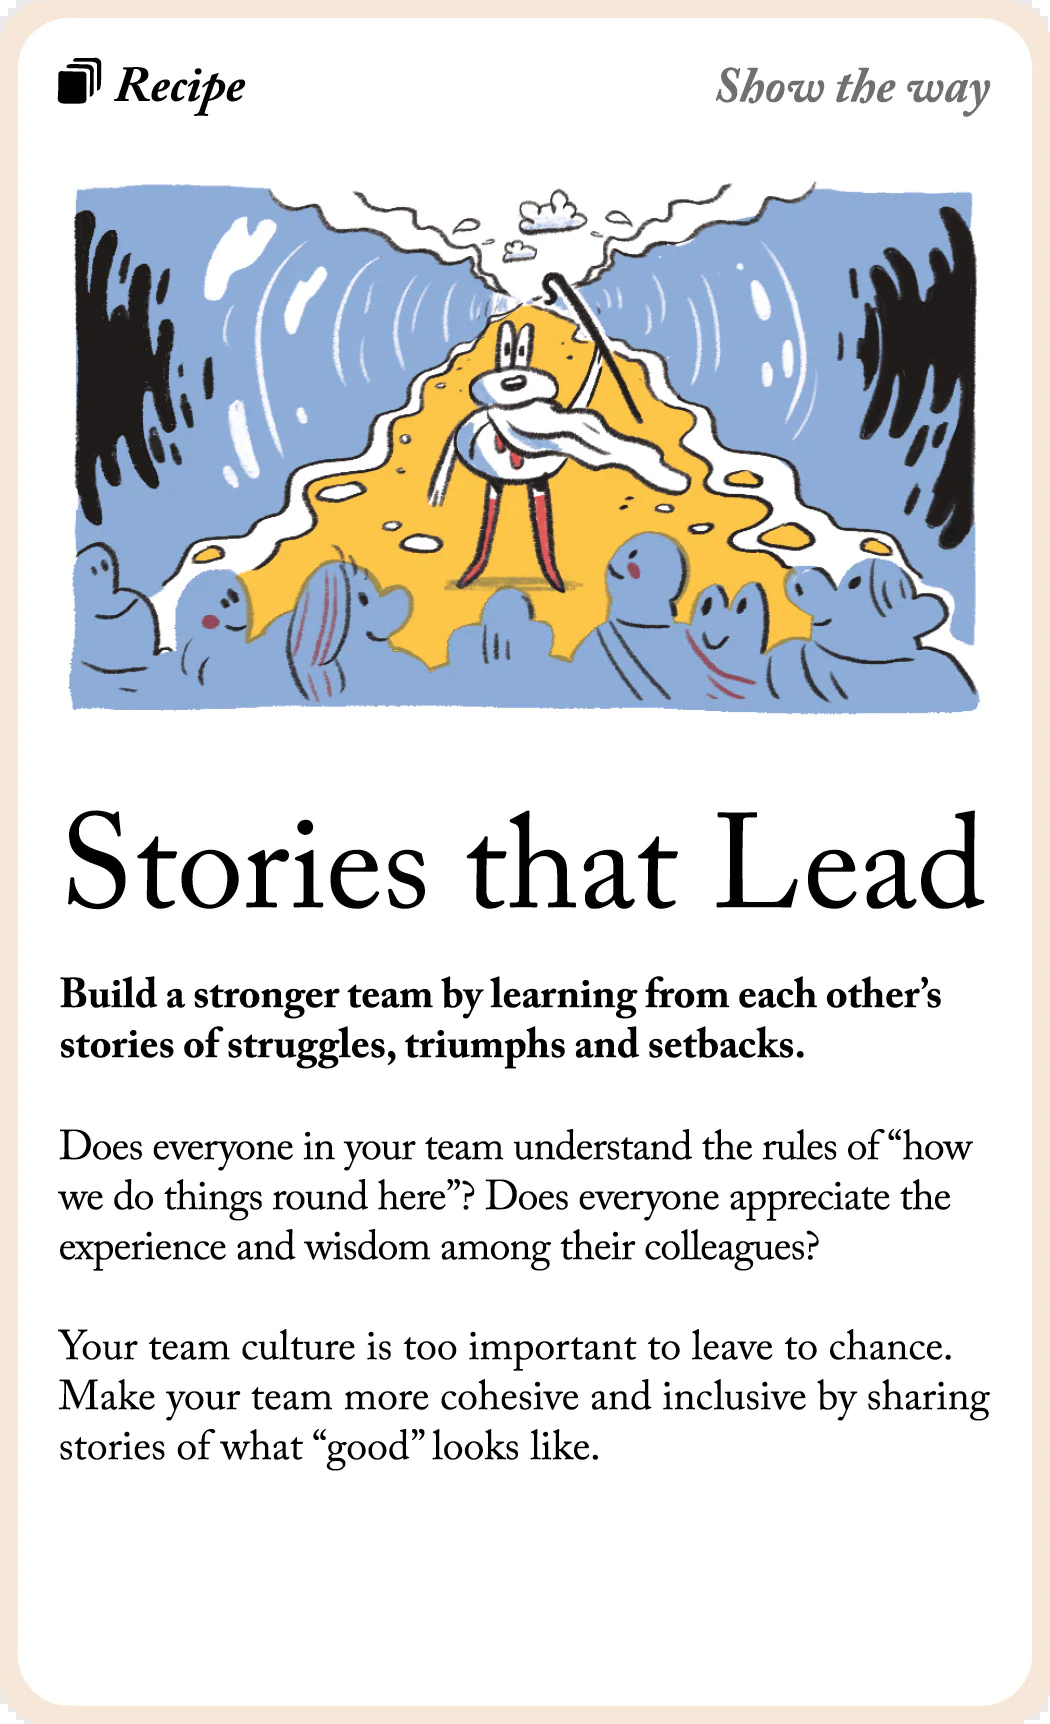 Recipe
Show the way
Stories that Lead
Build a stronger team by learning from each other’s
stories of struggles, triumphs and setbacks.
Does everyone in your team understand the rules of “how
we do things round here”? Does everyone appreciate the
experience and wisdom among their colleagues?
Your team culture is too important to leave to chance.
Make your team more cohesive and inclusive by sharing
stories of what “good” looks like.